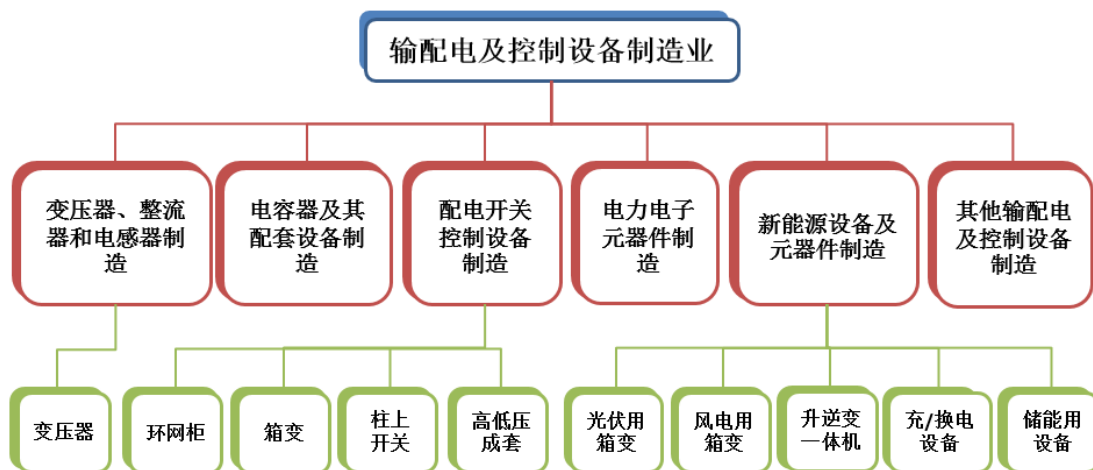 输配电及控制设备制造业
变压器、整流
器和电感器制
造
电容器及其
配套设备制
造
配电开关
控制设备
制造
电力电子
元器件制
造
新能源设备及
元器件制造
其他输配电
及控制设备
制造
变压器
环网柜
箱变
柱上
开关
高低压
成套
光伏用
箱变
风电用
箱变
升逆变
一体机
充/换电
设备
储能用
设备